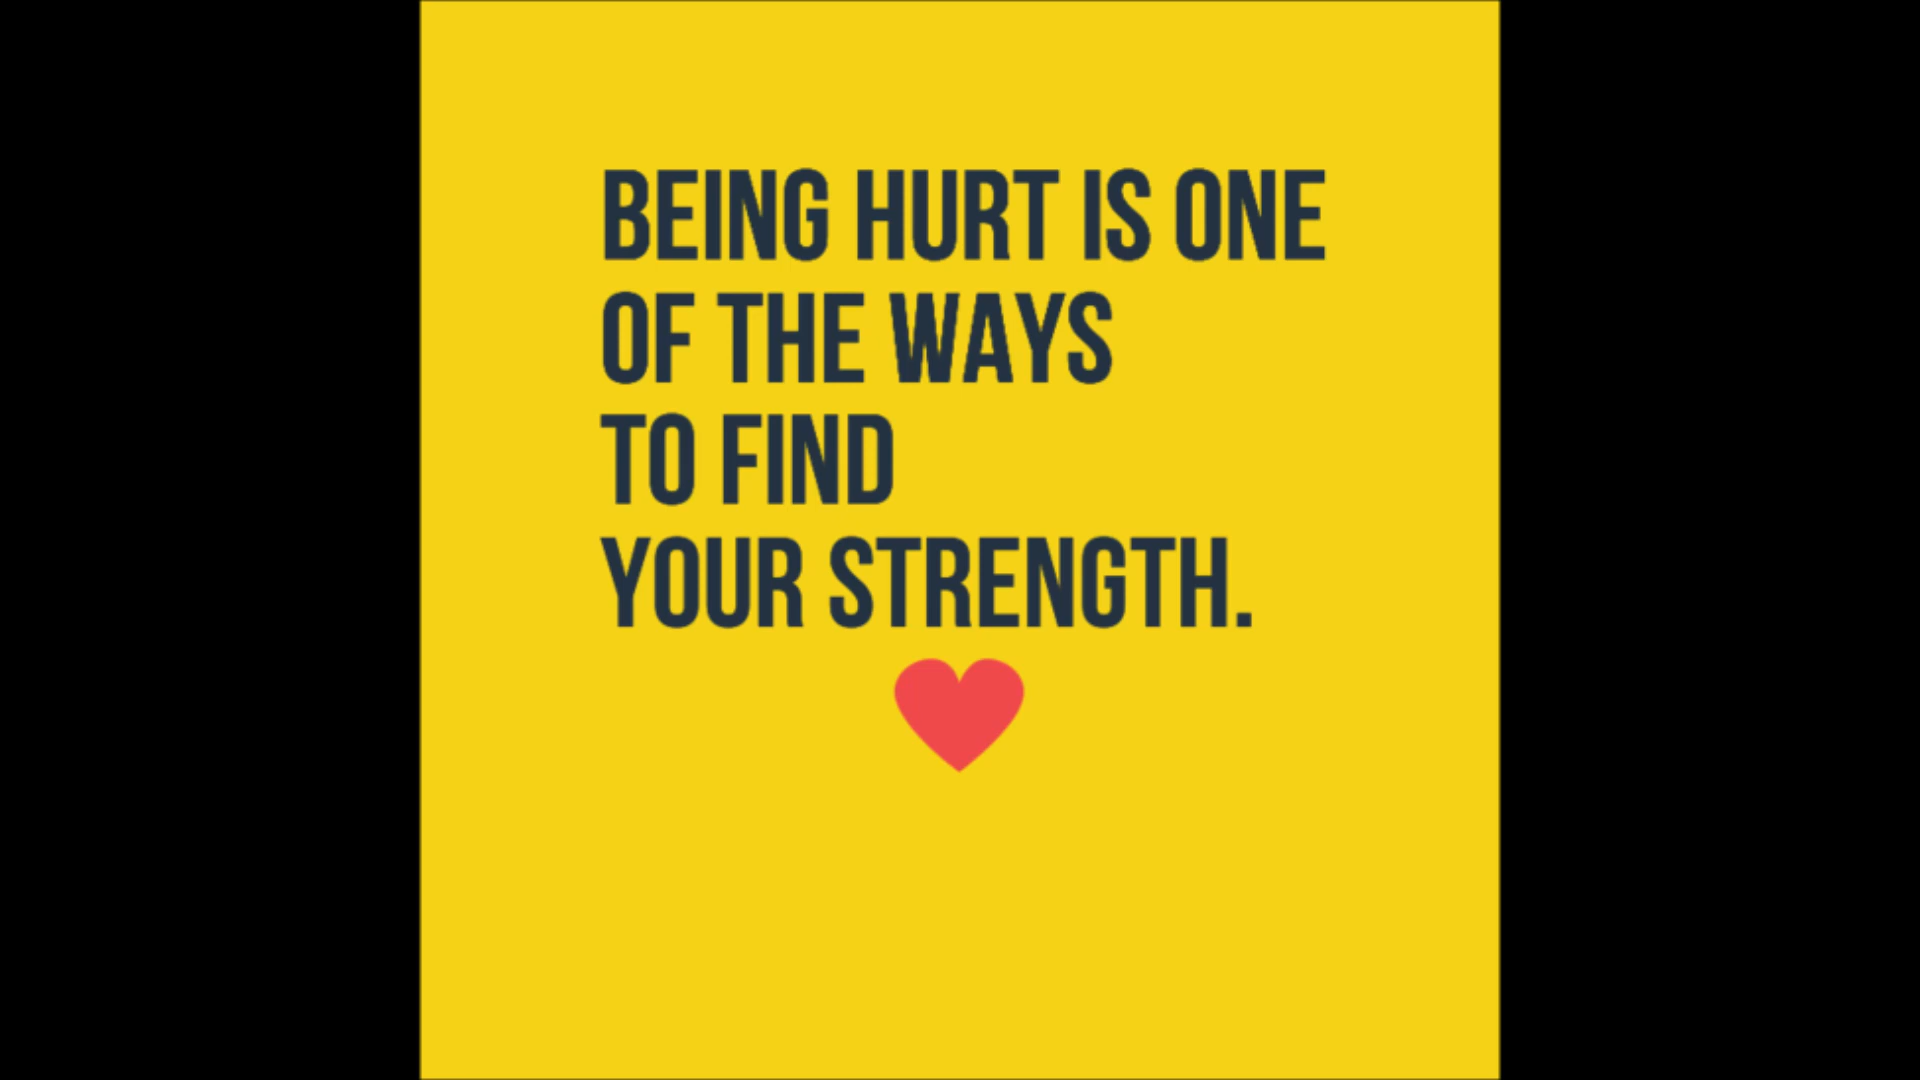 BEING HURT IS ONE
OF THE WAYS
TO FIND
YOUR STRENGTH.